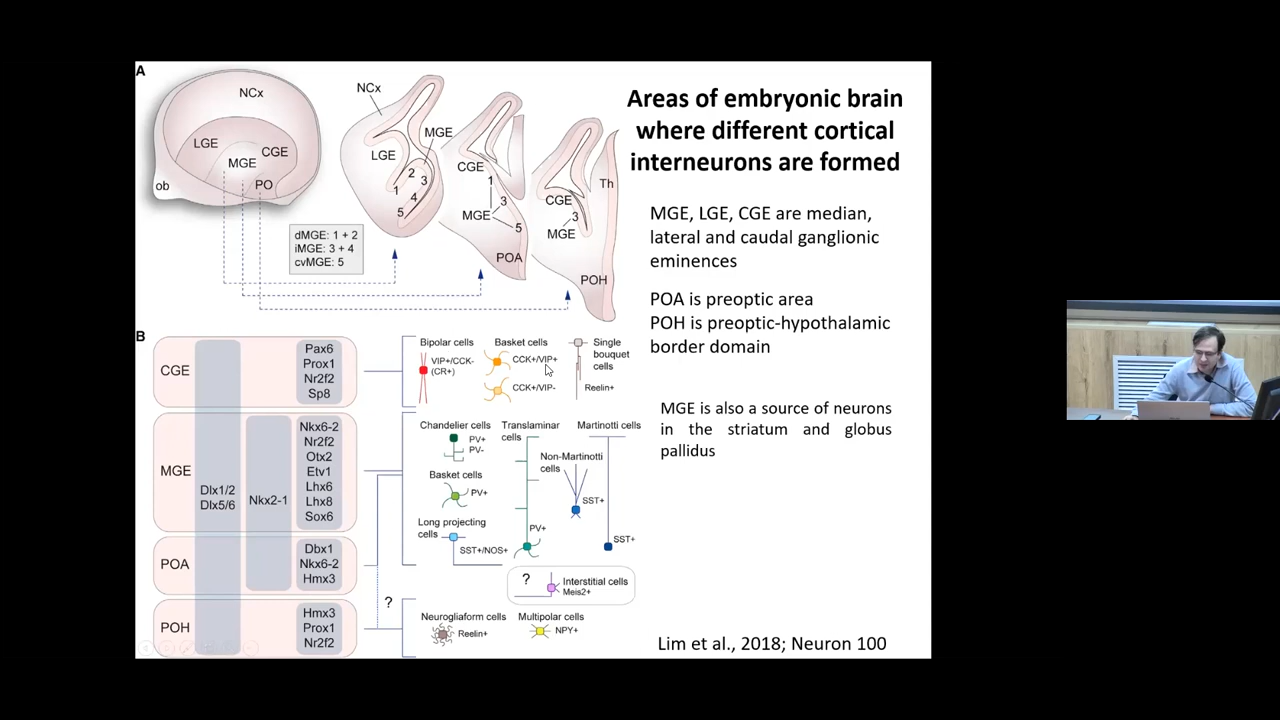 A
NCx
LGE
MGE
CGE
PO
ob
NCx
MGE
LGE
2
3
1
4
5
CGE
1
3
MGE
5
POA
Th
CGE
3
MGE
POH
dMGE: 1 + 2
iMGE: 3 + 4
cvMGE: 5
Areas of embryonic brain
where different cortical
interneurons are formed
MGE, LGE, CGE are median,
lateral and caudal ganglionic
eminences
POA is preoptic area
POH is preoptic-hypothalamic
border domain
MGE is also a source of neurons
in the striatum and globus
pallidus
Lim et al., 2018; Neuron 100
B
CGE
Pax6
Prox1
Nr2f2
Sp8
MGE
Dlx1/2
Dlx5/6
Nkx2-1
Nkx6-2
Nr2f2
Otx2
Etv1
Lhx6
Lhx8
Sox6
POA
Dbx1
Nkx6-2
Hmx3
POH
Hmx3
Prox1
Nr2f2
?
Bipolar cells
VIP+/CCK-
(CR+)
Basket cells
CCK+/VIP+
CCK+/VIP-
Single
bouquet
cells
Reelin+
Chandelier cells
PV+
PV-
Basket cells
PV+
Long projecting
cells
SST+/NOS+
Translaminar
cells
PV+
Non-Martinotti
cells
SST+
Martinotti cells
SST+
?
Interstitial cells
Meis2+
Neurogliaform cells
Reelin+
Multipolar cells
NPY+